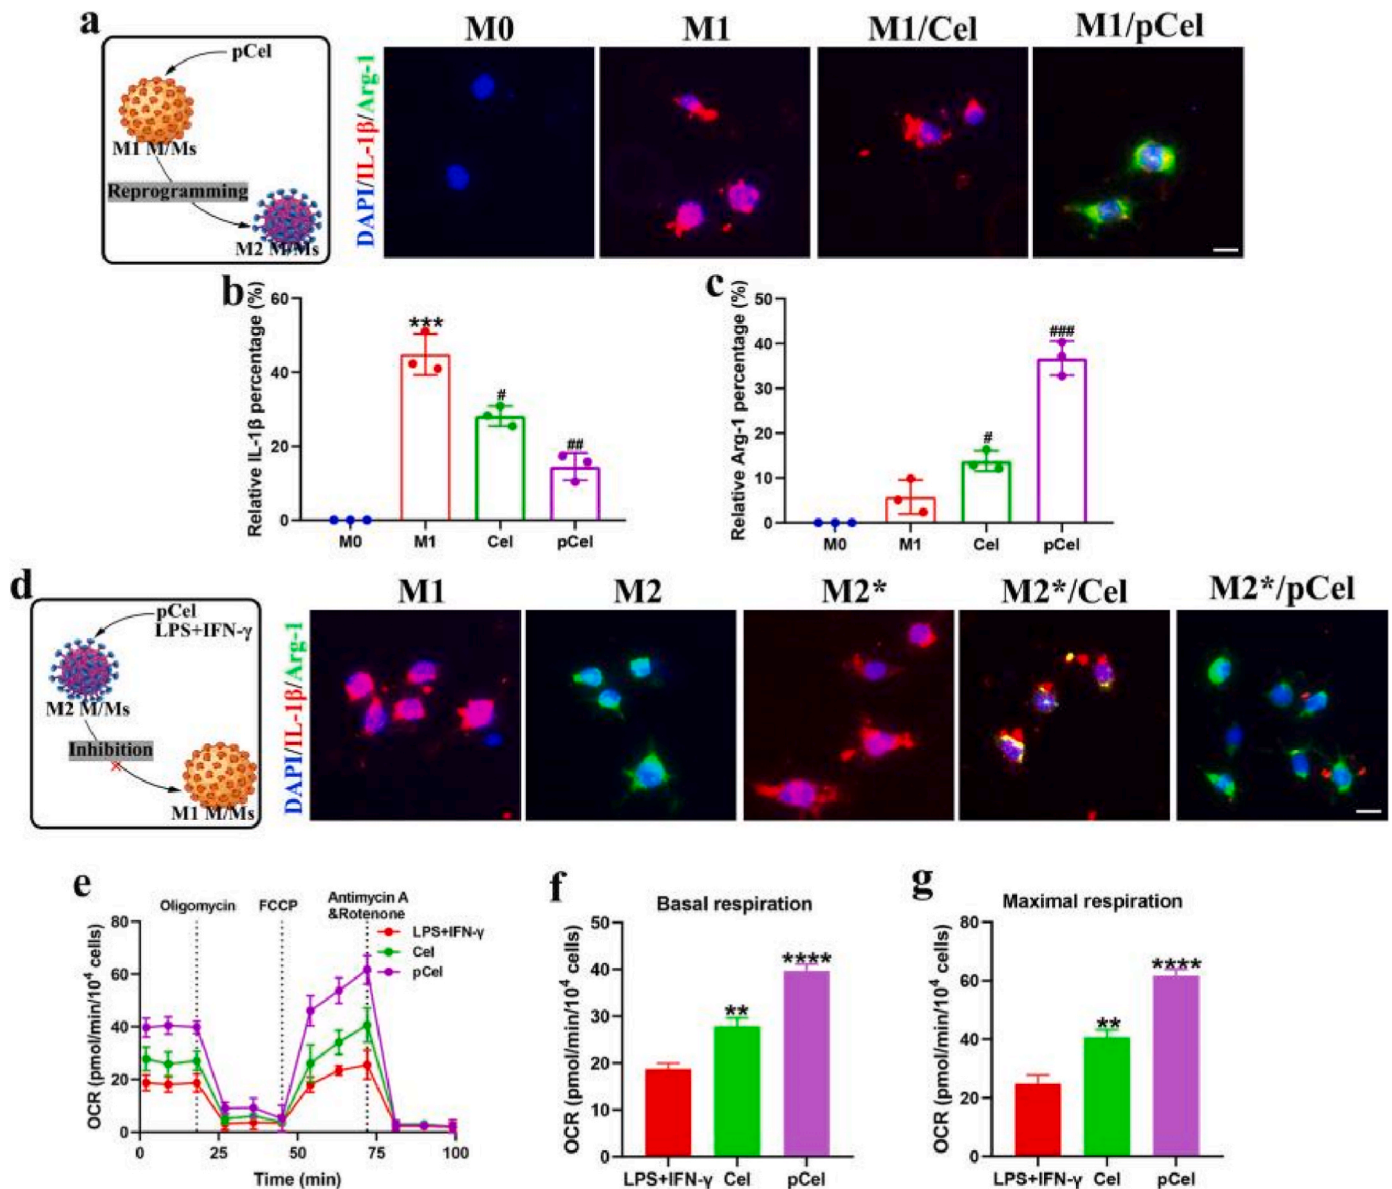 a
pCel
M1 M/Ms
Reprogramming
M2 M/Ms
DAPI/IL-1β/Arg-1
M0
M1
M1/Cel
M1/pCel
b
Relative IL-1β percentage (%)
60
40
20
0
***
#
##
M0
M1
Cel
pCel
c
Relative Arg-1 percentage (%)
50
40
30
20
10
0
#
###
M0
M1
Cel
pCel
d
pCel
LPS+IFN-γ
M2 M/Ms
Inhibition
M1 M/Ms
DAPI/IL-1β/Arg-1
M1
M2
M2*
M2*/Cel
M2*/pCel
e
Oligomycin
FCCP
Antimycin A
&Rotenone
LPS+IFN-γ
Cel
pCel
OCR (pmol/min/10⁴ cells)
80
60
40
20
0
0
25
50
75
100
Time (min)
f
Basal respiration
OCR (pmol/min/10⁴ cells)
50
40
30
20
10
0
**
****
LPS+IFN-γ
Cel
pCel
g
Maximal respiration
OCR (pmol/min/10⁴ cells)
80
60
40
20
0
**
****
LPS+IFN-γ
Cel
pCel